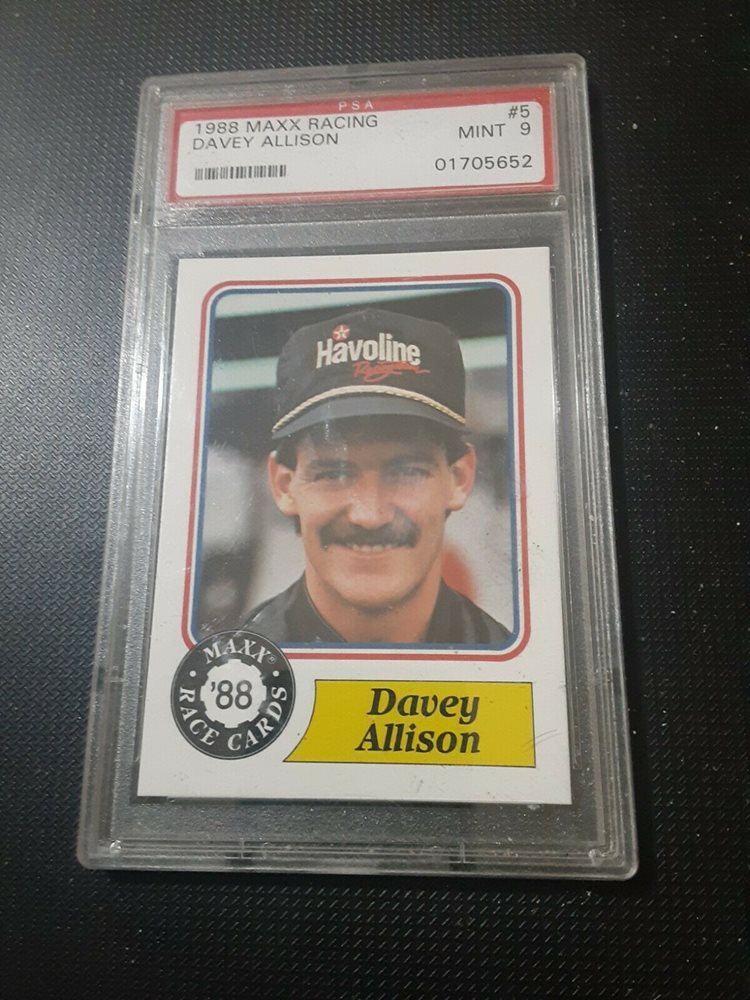 PSA
1988 MAXX RACING #5
DAVEY ALLISON MINT 9
01705652
Havoline
MAXX®
'88
RACE CARDS
Davey
Allison